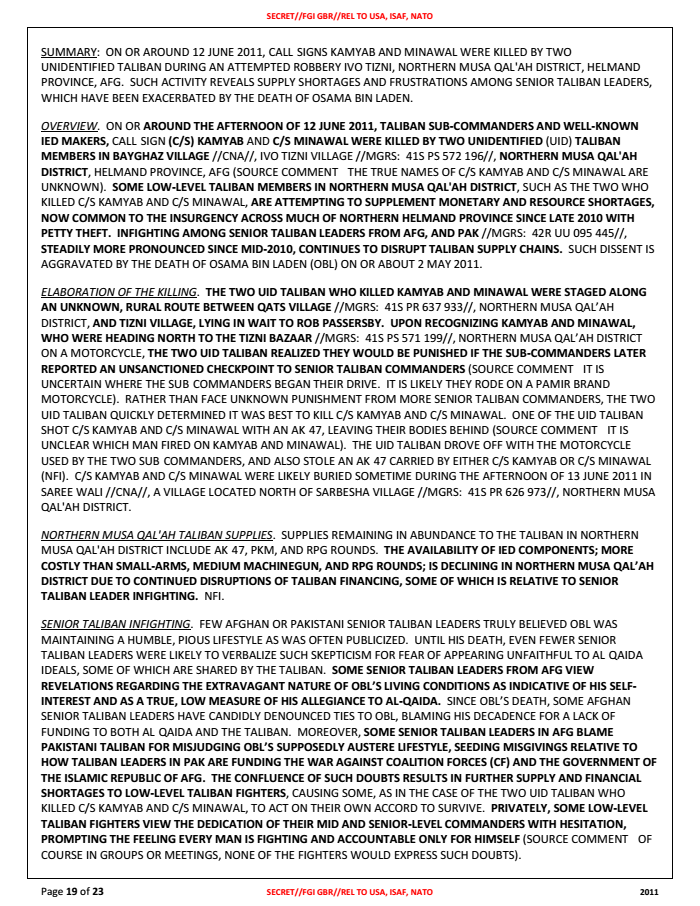 SECRET//FGI GBR//REL TO USA, ISAF, NATO
SUMMARY: ON OR AROUND 12 JUNE 2011, CALL SIGNS KAMYAB AND MINAWAL WERE KILLED BY TWO
UNIDENTIFIED TALIBAN DURING AN ATTEMPTED ROBBERY IVO TIZNI, NORTHERN MUSA QAL'AH DISTRICT, HELMAND
PROVINCE, AFG. SUCH ACTIVITY REVEALS SUPPLY SHORTAGES AND FRUSTRATIONS AMONG SENIOR TALIBAN LEADERS,
WHICH HAVE BEEN EXACERBATED BY THE DEATH OF OSAMA BIN LADEN.
OVERVIEW. ON OR AROUND THE AFTERNOON OF 12 JUNE 2011, TALIBAN SUB-COMMANDERS AND WELL-KNOWN
IED MAKERS, CALL SIGN (C/S) KAMYAB AND C/S MINAWAL WERE KILLED BY TWO UNIDENTIFIED (UID) TALIBAN
MEMBERS IN BAYGHAZ VILLAGE //CNA//, IVO TIZNI VILLAGE //MGRS: 41S PS 572 196//, NORTHERN MUSA QAL'AH
DISTRICT, HELMAND PROVINCE, AFG (SOURCE COMMENT THE TRUE NAMES OF C/S KAMYAB AND C/S MINAWAL ARE
UNKNOWN). SOME LOW-LEVEL TALIBAN MEMBERS IN NORTHERN MUSA QAL'AH DISTRICT, SUCH AS THE TWO WHO
KILLED C/S KAMYAB AND C/S MINAWAL, ARE ATTEMPTING TO SUPPLEMENT MONETARY AND RESOURCE SHORTAGES,
NOW COMMON TO THE INSURGENCY ACROSS MUCH OF NORTHERN HELMAND PROVINCE SINCE LATE 2010 WITH
PETTY THEFT. INFIGHTING AMONG SENIOR TALIBAN LEADERS FROM AFG, AND PAK //MGRS: 42R UU 095 445//,
STEADILY MORE PRONOUNCED SINCE MID-2010, CONTINUES TO DISRUPT TALIBAN SUPPLY CHAINS. SUCH DISSENT IS
AGGRAVATED BY THE DEATH OF OSAMA BIN LADEN (OBL) ON OR ABOUT 2 MAY 2011.
ELABORATION OF THE KILLING. THE TWO UID TALIBAN WHO KILLED KAMYAB AND MINAWAL WERE STAGED ALONG
AN UNKNOWN, RURAL ROUTE BETWEEN QATS VILLAGE //MGRS: 41S PR 637 933//, NORTHERN MUSA QAL'AH
DISTRICT, AND TIZNI VILLAGE, LYING IN WAIT TO ROB PASSERSBY. UPON RECOGNIZING KAMYAB AND MINAWAL,
WHO WERE HEADING NORTH TO THE TIZNI BAZAAR //MGRS: 41S PS 571 199//, NORTHERN MUSA QAL'AH DISTRICT
ON A MOTORCYCLE, THE TWO UID TALIBAN REALIZED THEY WOULD BE PUNISHED IF THE SUB-COMMANDERS LATER
REPORTED AN UNSANCTIONED CHECKPOINT TO SENIOR TALIBAN COMMANDERS (SOURCE COMMENT IT IS
UNCERTAIN WHERE THE SUB COMMANDERS BEGAN THEIR DRIVE. IT IS LIKELY THEY RODE ON A PAMIR BRAND
MOTORCYCLE). RATHER THAN FACE UNKNOWN PUNISHMENT FROM MORE SENIOR TALIBAN COMMANDERS, THE TWO
UID TALIBAN QUICKLY DETERMINED IT WAS BEST TO KILL C/S KAMYAB AND C/S MINAWAL. ONE OF THE UID TALIBAN
SHOT C/S KAMYAB AND C/S MINAWAL WITH AN AK 47, LEAVING THEIR BODIES BEHIND (SOURCE COMMENT IT IS
UNCLEAR WHICH MAN FIRED ON KAMYAB AND MINAWAL). THE UID TALIBAN DROVE OFF WITH THE MOTORCYCLE
USED BY THE TWO SUB COMMANDERS, AND ALSO STOLE AN AK 47 CARRIED BY EITHER C/S KAMYAB OR C/S MINAWAL
(NFI). C/S KAMYAB AND C/S MINAWAL WERE LIKELY BURIED SOMETIME DURING THE AFTERNOON OF 13 JUNE 2011 IN
SAREE WALI //CNA//, A VILLAGE LOCATED NORTH OF SARBESHA VILLAGE //MGRS: 41S PR 626 973//, NORTHERN MUSA
QAL'AH DISTRICT.
NORTHERN MUSA QAL'AH TALIBAN SUPPLIES. SUPPLIES REMAINING IN ABUNDANCE TO THE TALIBAN IN NORTHERN
MUSA QAL'AH DISTRICT INCLUDE AK 47, PKM, AND RPG ROUNDS. THE AVAILABILITY OF IED COMPONENTS; MORE
COSTLY THAN SMALL-ARMS, MEDIUM MACHINEGUN, AND RPG ROUNDS; IS DECLINING IN NORTHERN MUSA QAL'AH
DISTRICT DUE TO CONTINUED DISRUPTIONS OF TALIBAN FINANCING, SOME OF WHICH IS RELATIVE TO SENIOR
TALIBAN LEADER INFIGHTING. NFI.
SENIOR TALIBAN INFIGHTING. FEW AFGHAN OR PAKISTANI SENIOR TALIBAN LEADERS TRULY BELIEVED OBL WAS
MAINTAINING A HUMBLE, PIOUS LIFESTYLE AS WAS OFTEN PUBLICIZED. UNTIL HIS DEATH, EVEN FEWER SENIOR
TALIBAN LEADERS WERE LIKELY TO VERBALIZE SUCH SKEPTICISM FOR FEAR OF APPEARING UNFAITHFUL TO AL QAIDA
IDEALS, SOME OF WHICH ARE SHARED BY THE TALIBAN. SOME SENIOR TALIBAN LEADERS FROM AFG VIEW
REVELATIONS REGARDING THE EXTRAVAGANT NATURE OF OBL'S LIVING CONDITIONS AS INDICATIVE OF HIS SELF-
INTEREST AND AS A TRUE, LOW MEASURE OF HIS ALLEGIANCE TO AL-QAIDA. SINCE OBL'S DEATH, SOME AFGHAN
SENIOR TALIBAN LEADERS HAVE CANDIDLY DENOUNCED TIES TO OBL, BLAMING HIS DECADENCE FOR A LACK OF
FUNDING TO BOTH AL QAIDA AND THE TALIBAN. MOREOVER, SOME SENIOR TALIBAN LEADERS IN AFG BLAME
PAKISTANI TALIBAN FOR MISJUDGING OBL'S SUPPOSEDLY AUSTERE LIFESTYLE, SEEDING MISGIVINGS RELATIVE TO
HOW TALIBAN LEADERS IN PAK ARE FUNDING THE WAR AGAINST COALITION FORCES (CF) AND THE GOVERNMENT OF
THE ISLAMIC REPUBLIC OF AFG. THE CONFLUENCE OF SUCH DOUBTS RESULTS IN FURTHER SUPPLY AND FINANCIAL
SHORTAGES TO LOW-LEVEL TALIBAN FIGHTERS, CAUSING SOME, AS IN THE CASE OF THE TWO UID TALIBAN WHO
KILLED C/S KAMYAB AND C/S MINAWAL, TO ACT ON THEIR OWN ACCORD TO SURVIVE. PRIVATELY, SOME LOW-LEVEL
TALIBAN FIGHTERS VIEW THE DEDICATION OF THEIR MID AND SENIOR-LEVEL COMMANDERS WITH HESITATION,
PROMPTING THE FEELING EVERY MAN IS FIGHTING AND ACCOUNTABLE ONLY FOR HIMSELF (SOURCE COMMENT OF
COURSE IN GROUPS OR MEETINGS, NONE OF THE FIGHTERS WOULD EXPRESS SUCH DOUBTS).
Page 19 of 23 SECRET//FGI GBR//REL TO USA, ISAF, NATO 2011